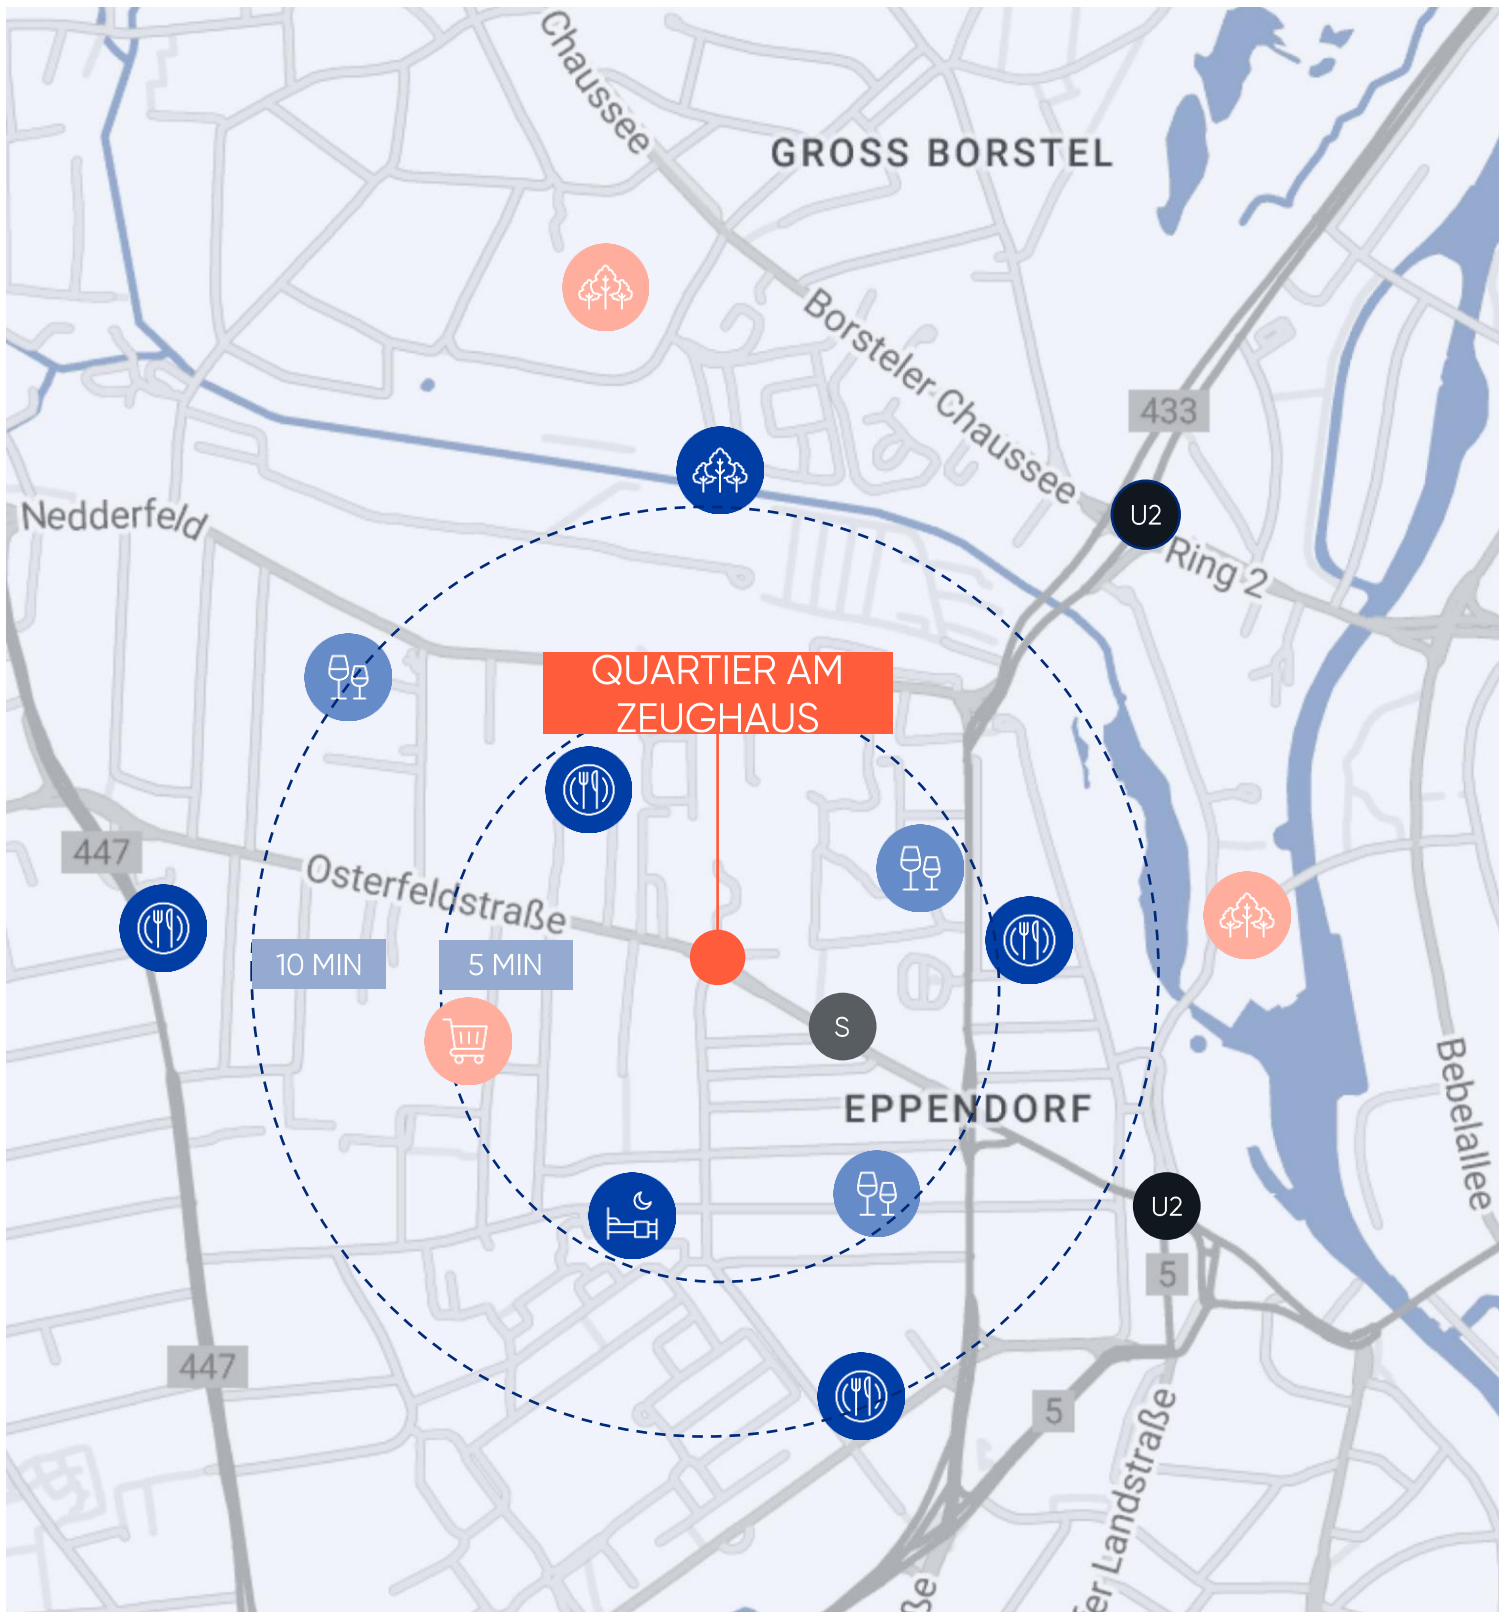 Chaussee
GROSS BORSTEL
Borsteler-Chaussee
433
Nedderfeld
U2
Ring 2
QUARTIER AM
ZEUGHAUS
447
Osterfeldstraße
10 MIN
5 MIN
S
EPPENDORF
Bebelallee
U2
5
447
5
er Landstraße
ße